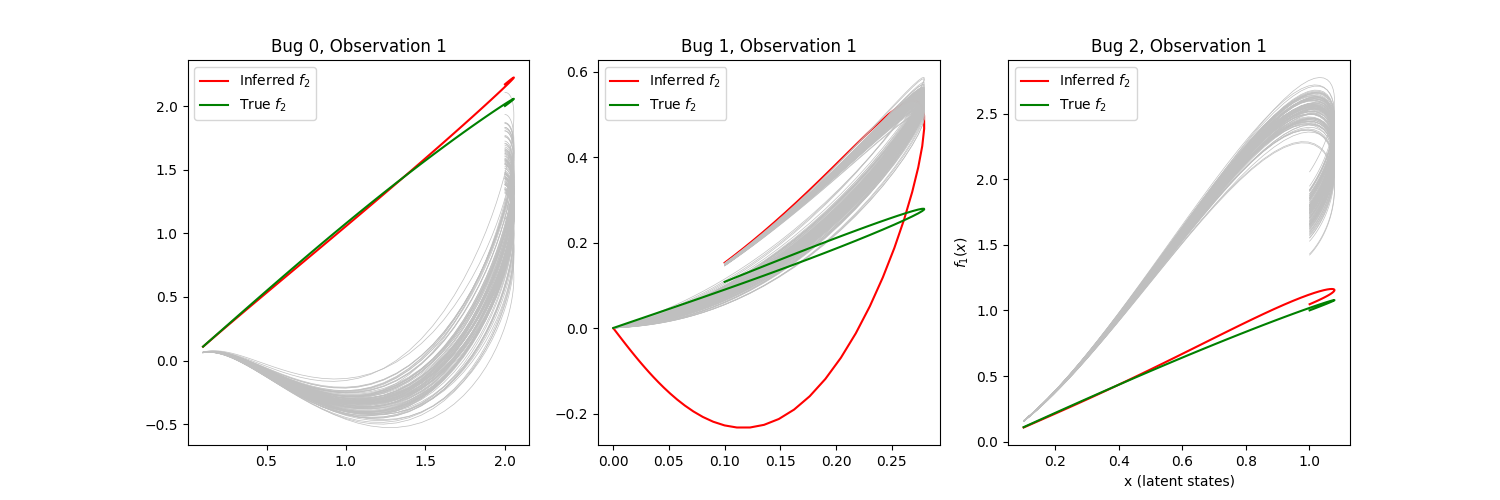 Bug 0, Observation 1
Inferred f₂
True f₂
2.0
1.5
1.0
0.5
0.0
−0.5
0.5
1.0
1.5
2.0
Bug 1, Observation 1
Inferred f₂
True f₂
0.6
0.4
0.2
0.0
−0.2
0.00
0.05
0.10
0.15
0.20
0.25
Bug 2, Observation 1
Inferred f₂
True f₂
f₁(x)
2.5
2.0
1.5
1.0
0.5
0.0
0.2
0.4
0.6
0.8
1.0
x (latent states)